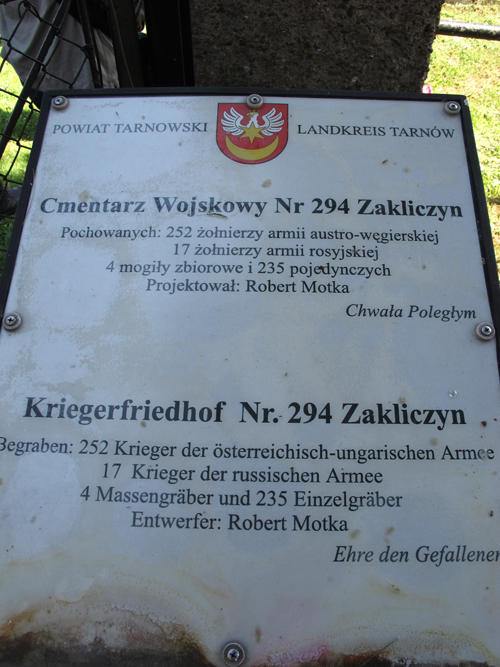 POWIAT TARNOWSKI LANDKREIS TARNÓW
Cmentarz Wojskowy Nr 294 Zakliczyn
Pochowanych: 252 żołnierzy armii austro-węgierskiej
17 żołnierzy armii rosyjskiej
4 mogiły zbiorowe i 235 pojedynczych
Projektował: Robert Motka
Chwała Poległym
Kriegerfriedhof Nr. 294 Zakliczyn
Begraben: 252 Krieger der österreichisch-ungarischen Armee
17 Krieger der russischen Armee
4 Massengräber und 235 Einzelgräber
Entwerfer: Robert Motka
Ehre den Gefallenen